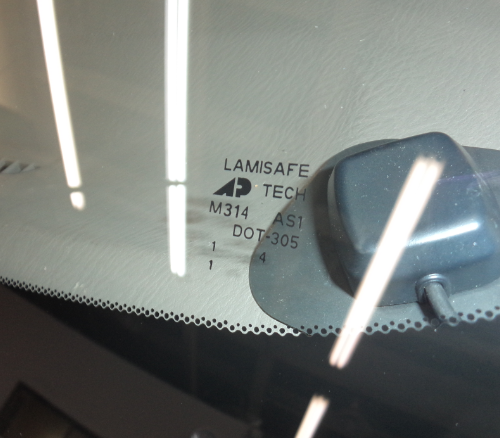 LAMISAFE
AP TECH
M314 AS1
DOT-305
1 4
1